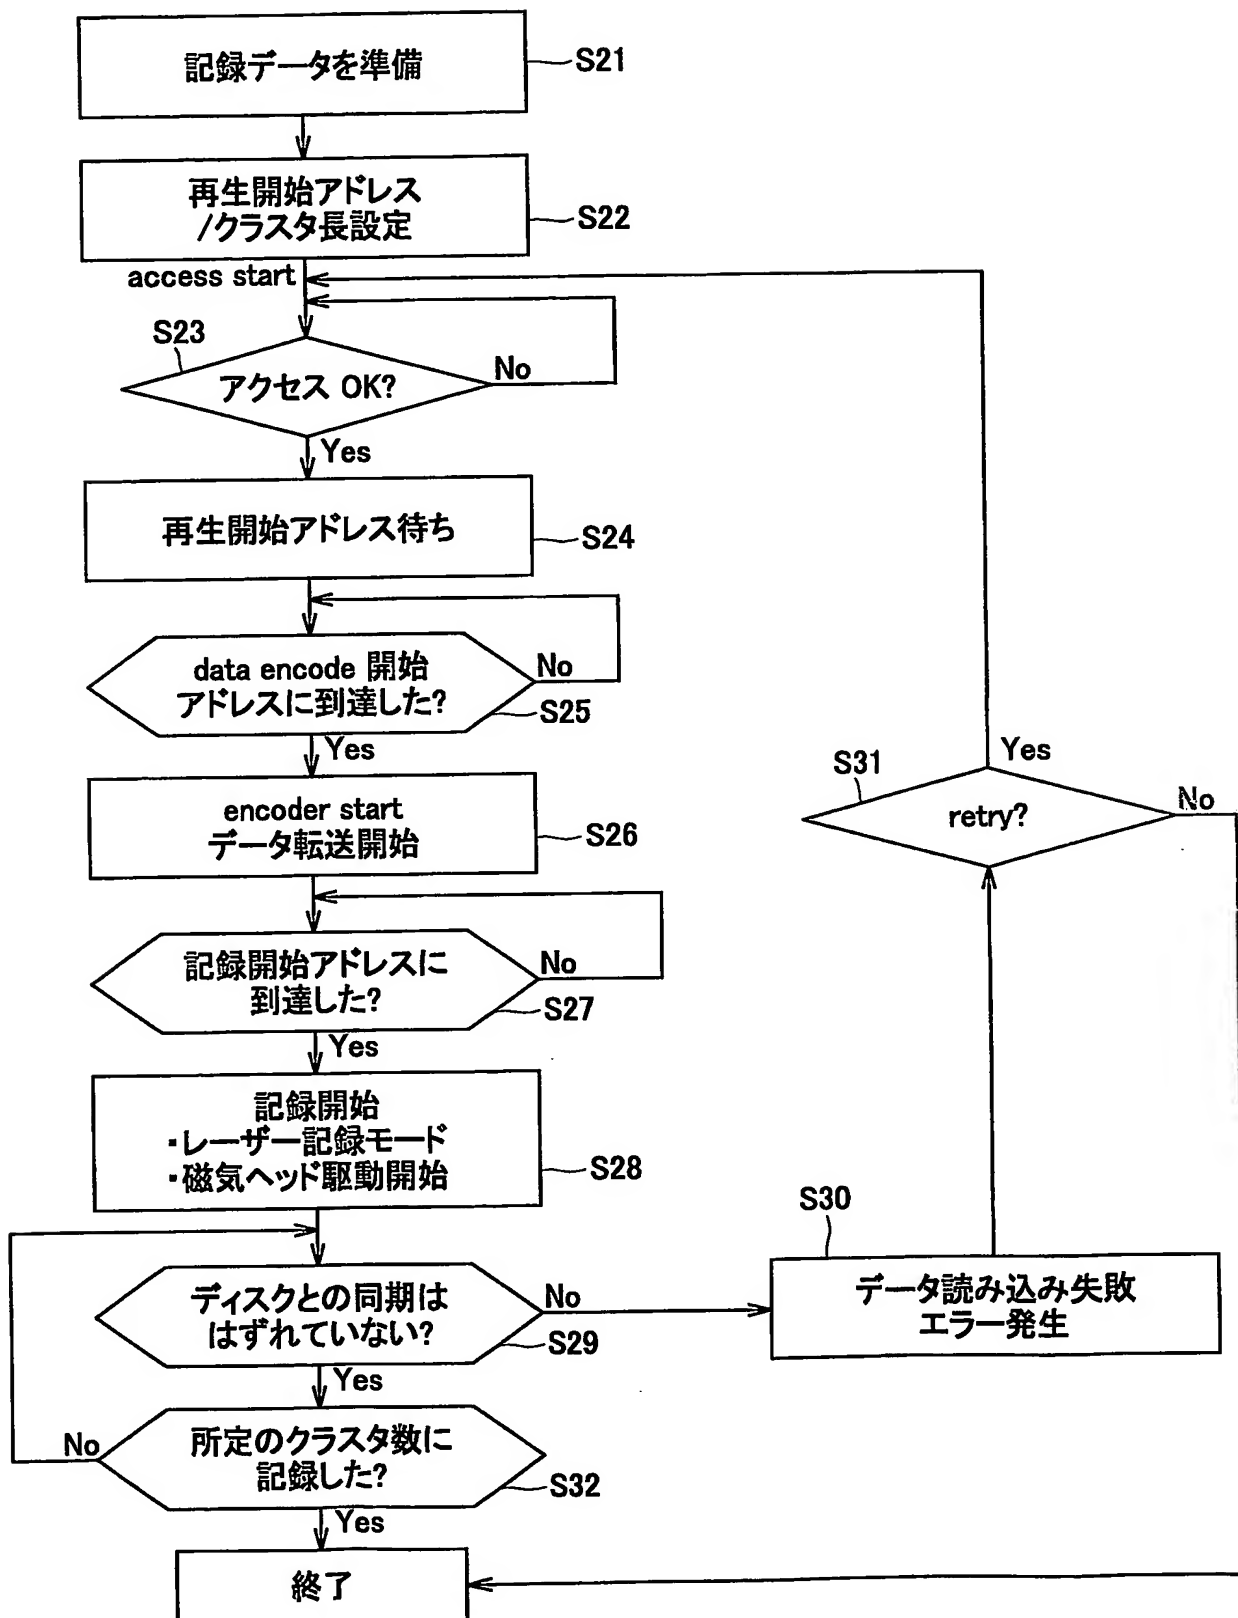 記録データを準備
S21
再生開始アドレス
/クラスタ長設定
S22
access start
S23
アクセス OK?
No
Yes
再生開始アドレス待ち
S24
data encode 開始
アドレスに到達した?
No
S25
Yes
encoder start
データ転送開始
S26
記録開始アドレスに
到達した?
No
S27
Yes
記録開始
・レーザー記録モード
・磁気ヘッド駆動開始
S28
ディスクとの同期は
はずれていない?
No
S29
Yes
データ読み込み失敗
エラー発生
S30
retry?
S31
Yes
No
所定のクラスタ数に
記録した?
No
S32
Yes
終了